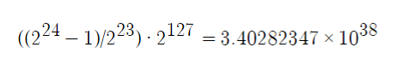 ((2^24 – 1)/2^23) · 2^127 = 3.40282347 × 10^38